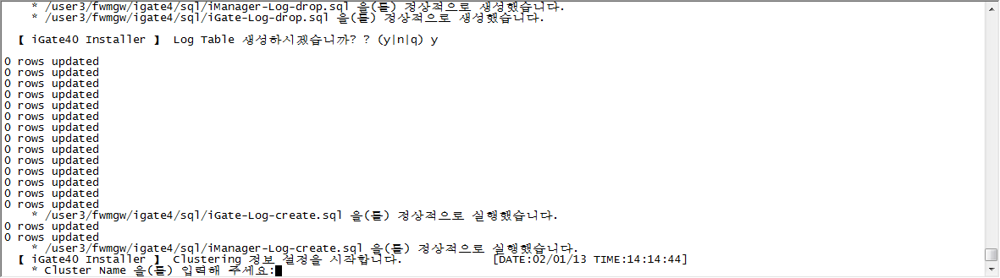 * /user3/fwmgw/igate4/sql/iManager-Log-drop.sql 을(를) 정상적으로 생성했습니다.
* /user3/fwmgw/igate4/sql/iGate-Log-drop.sql 을(를) 정상적으로 생성했습니다.
【 iGate40 Installer 】 Log Table 생성하시겠습니까? ? (y|n|q) y
0 rows updated
0 rows updated
0 rows updated
0 rows updated
0 rows updated
0 rows updated
0 rows updated
0 rows updated
0 rows updated
0 rows updated
0 rows updated
0 rows updated
0 rows updated
0 rows updated
* /user3/fwmgw/igate4/sql/iGate-Log-create.sql 을(를) 정상적으로 실행했습니다.
0 rows updated
0 rows updated
* /user3/fwmgw/igate4/sql/iManager-Log-create.sql 을(를) 정상적으로 실행했습니다.
【 iGate40 Installer 】 Clustering 정보 설정을 시작합니다. [DATE:02/01/13 TIME:14:14:44]
* Cluster Name 을(를) 입력해 주세요: